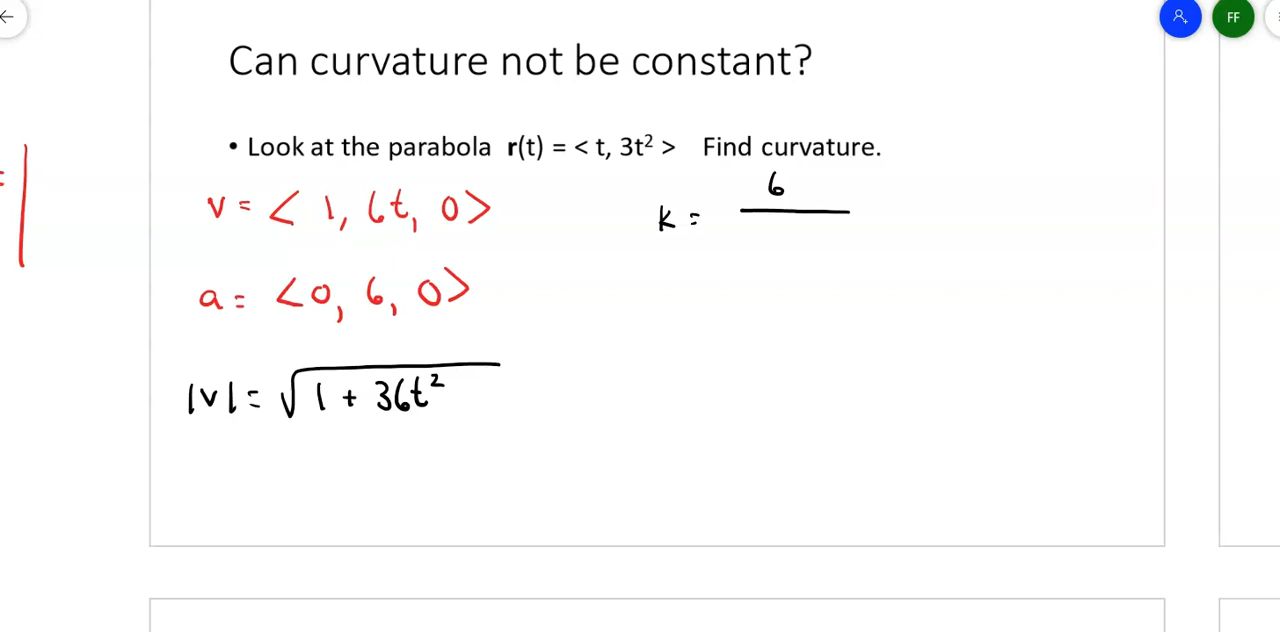 FF
Can curvature not be constant?
• Look at the parabola r(t) = < t, 3t² > Find curvature.
=
v = < 1, 6t, 0>
K = 6
a = <0, 6, 0>
|v| = √1 + 36t²